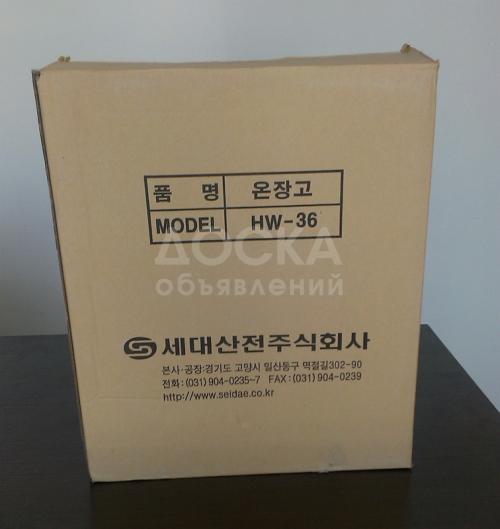 품 명 온장고
MODEL HW-36
ДОСКА
объявлений
세대산전주식회사
본사·공장:경기도 고양시 일산동구 멱절길302-90
전화:(031)904-0235~7 FAX:(031)904-0239
http://www.seidae.co.kr